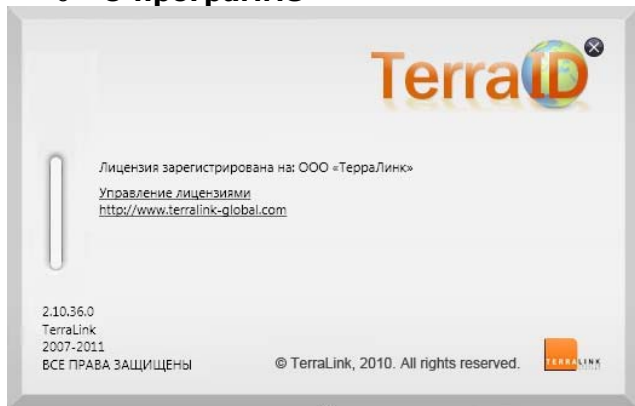 О программе
TerraID
Лицензия зарегистрирована на: ООО «ТерраЛинк»
Управление лицензиями
http://www.terralink-global.com
2.10.36.0
TerraLink
2007-2011
ВСЕ ПРАВА ЗАЩИЩЕНЫ
© TerraLink, 2010. All rights reserved.
TERRALINK